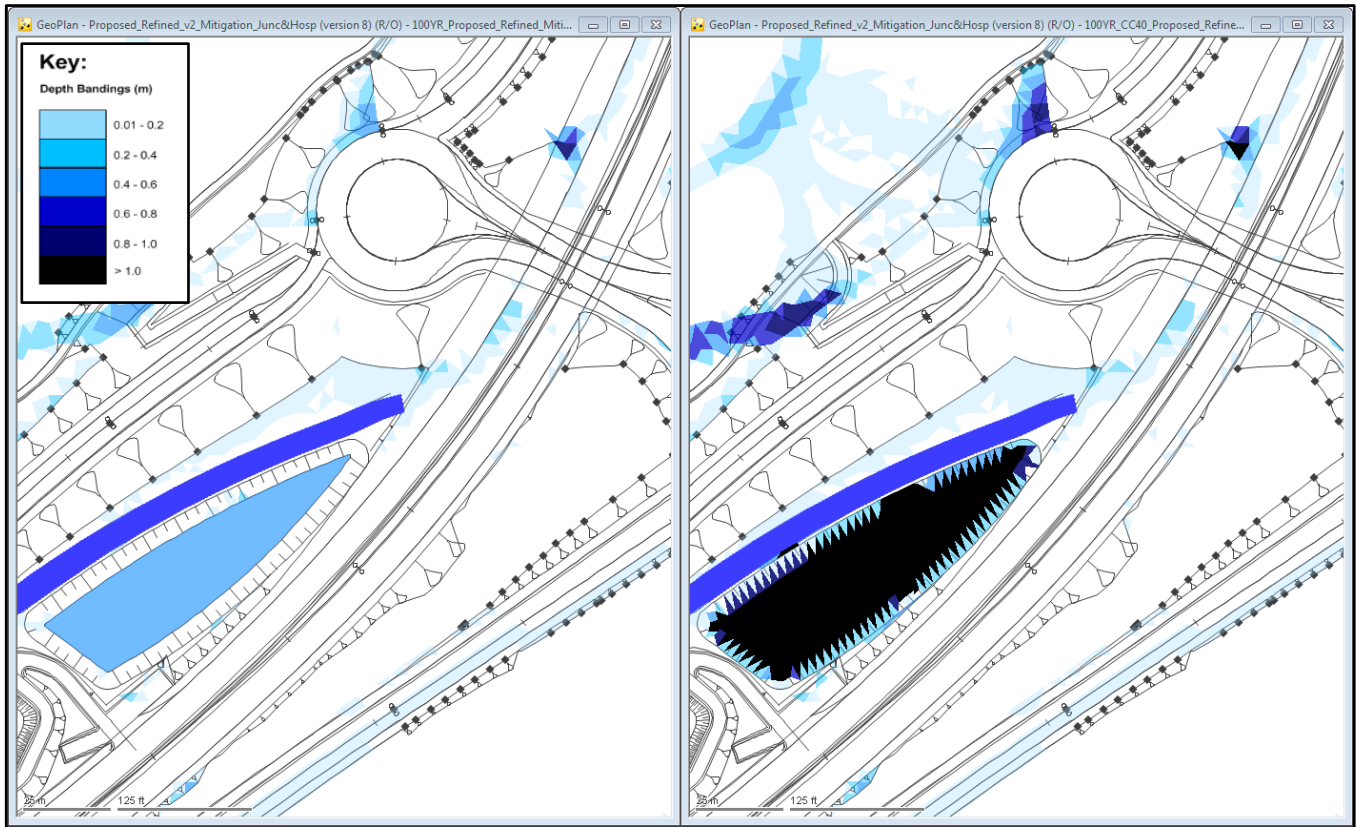 GeoPlan - Proposed_Refined_v2_Mitigation_Junc&Hosp (version 8) (R/O) - 100YR_Proposed_Refined_Miti...
GeoPlan - Proposed_Refined_v2_Mitigation_Junc&Hosp (version 8) (R/O) - 100YR_CC40_Proposed_Refine...
Key:
Depth Bandings (m)
0.01 - 0.2
0.2 - 0.4
0.4 - 0.6
0.6 - 0.8
0.8 - 1.0
> 1.0
25 m
125 ft
25 m
125 ft